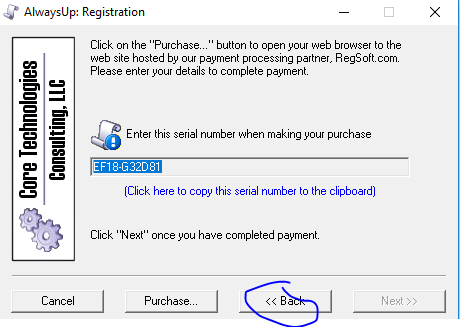 AlwaysUp: Registration
Core Technologies
Consulting, LLC
Click on the "Purchase..." button to open your web browser to the
web site hosted by our payment processing partner, RegSoft.com.
Please enter your details to complete payment.
Enter this serial number when making your purchase
EF18-G32D81
(Click here to copy this serial number to the clipboard)
Click "Next" once you have completed payment.
Cancel
Purchase...
<< Back
Next >>